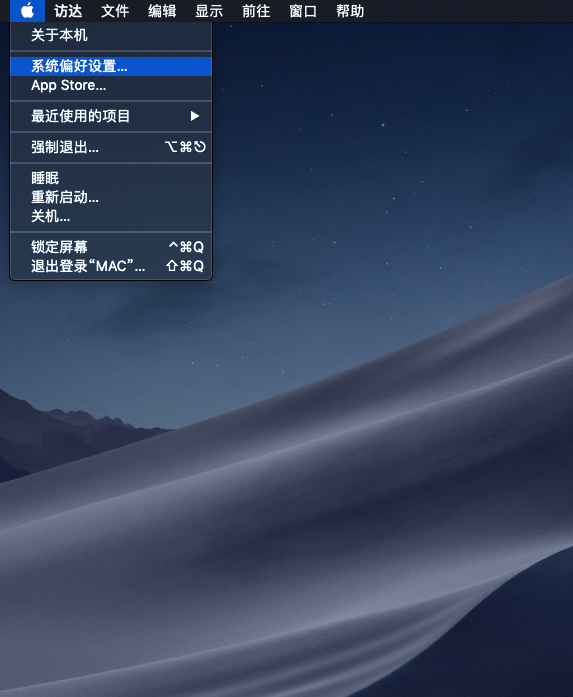 访达 文件 编辑 显示 前往 窗口 帮助
关于本机
系统偏好设置...
App Store...
最近使用的项目 ▶
强制退出... ⌥⌘⎋
睡眠
重新启动...
关机...
锁定屏幕 ^⌘Q
退出登录“MAC”... ⇧⌘Q